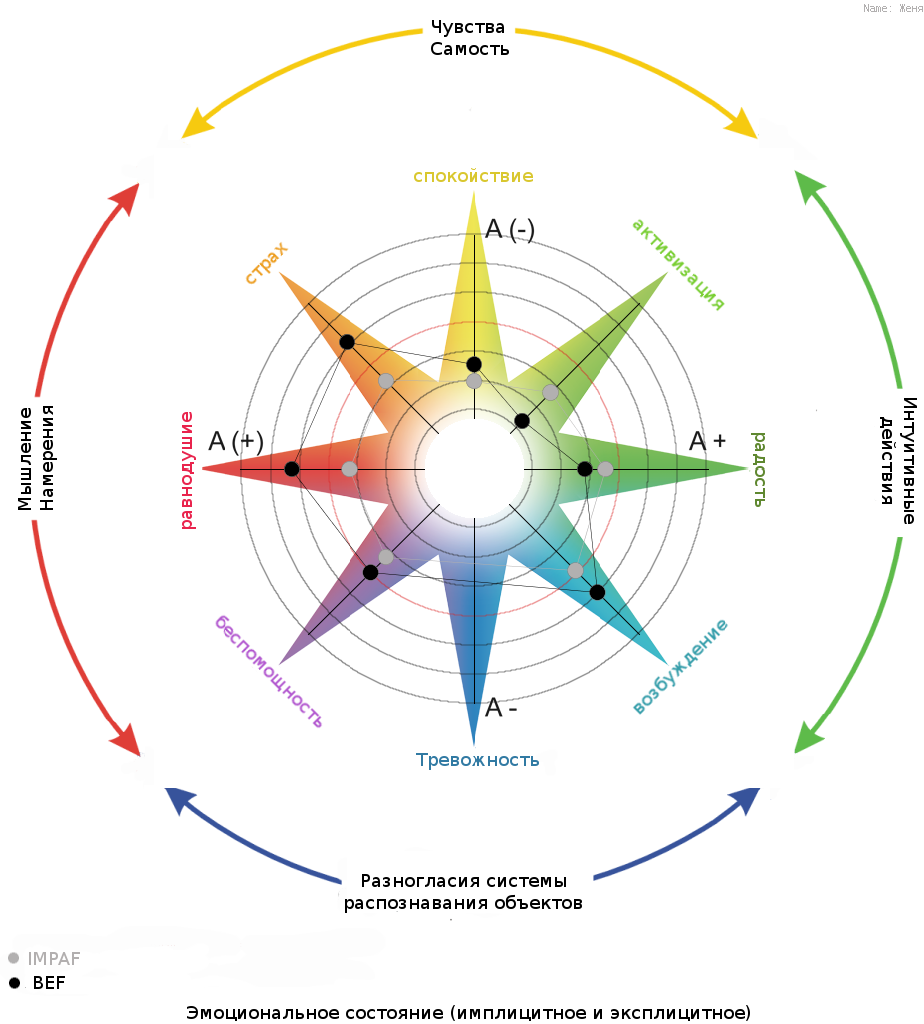 Name: Женя
Чувства
Самость
спокойствие
A (-)
активизация
страх
Мышление
Намерения
равнодушие
A (+)
A +
радость
Интуитивные
действия
беспомощность
возбуждение
A -
Тревожность
Разногласия системы
распознавания объектов
IMPAF
BEF
Эмоциональное состояние (имплицитное и эксплицитное)